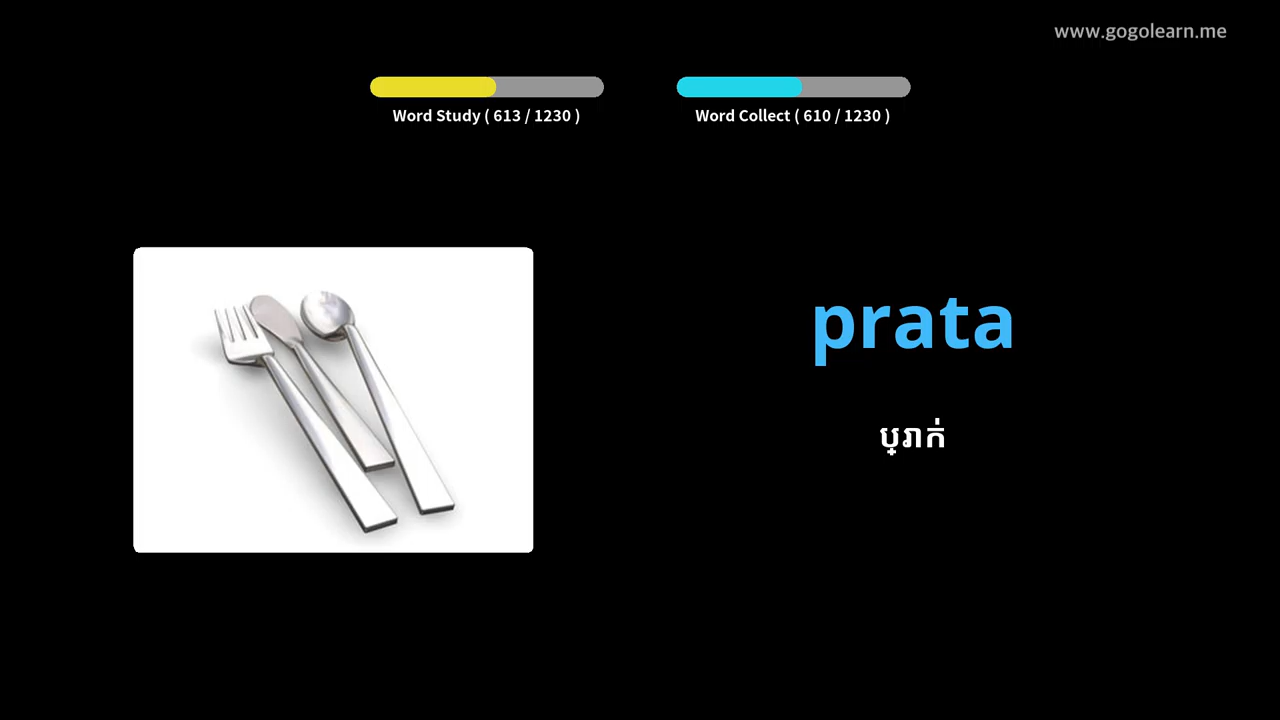 www.gogolearn.me
Word Study ( 613 / 1230 )
Word Collect ( 610 / 1230 )
prata
ប្រាក់